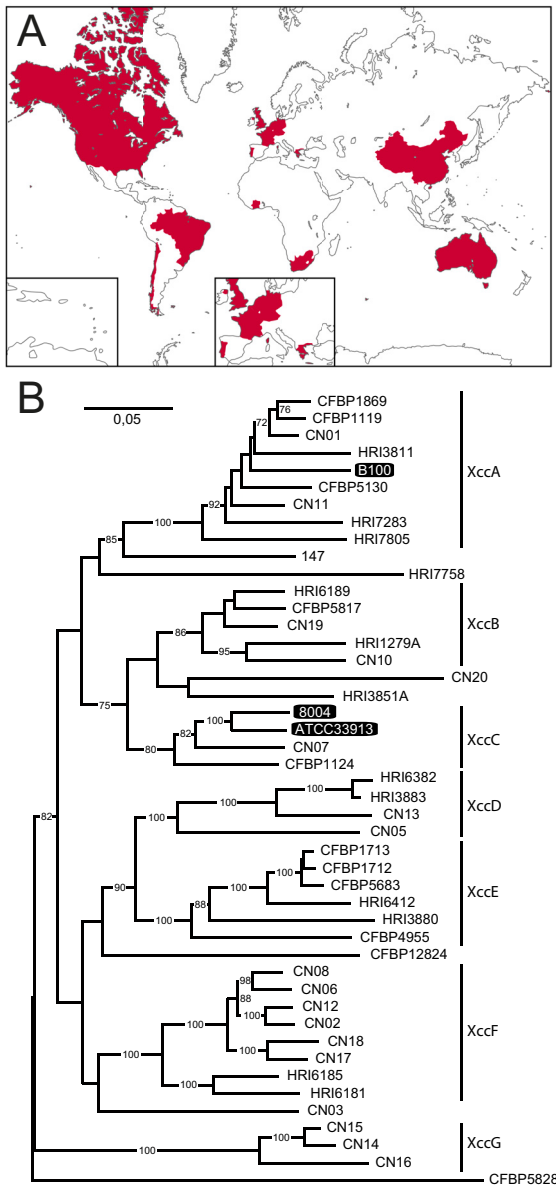 A
B
0,05
CFBP1869
76
CFBP1119
72
CN01
HRI3811
B100
XccA
CFBP5130
92
CN11
100
HRI7283
85
HRI7805
147
HRI7758
HRI6189
CFBP5817
86
CN19
XccB
95
HRI1279A
CN10
CN20
75
HRI3851A
100
8004
82
ATCC33913
XccC
80
CN07
CFBP1124
HRI6382
100
HRI3883
100
CN13
XccD
82
CN05
CFBP1713
100
CFBP1712
90
100
CFBP5683
XccE
88
HRI6412
100
HRI3880
CFBP4955
CFBP12824
CN08
98
CN06
88
CN12
100
CN02
100
CN18
XccF
100
CN17
HRI6185
100
HRI6181
CN03
CN15
100
CN14
XccG
100
CN16
CFBP5828